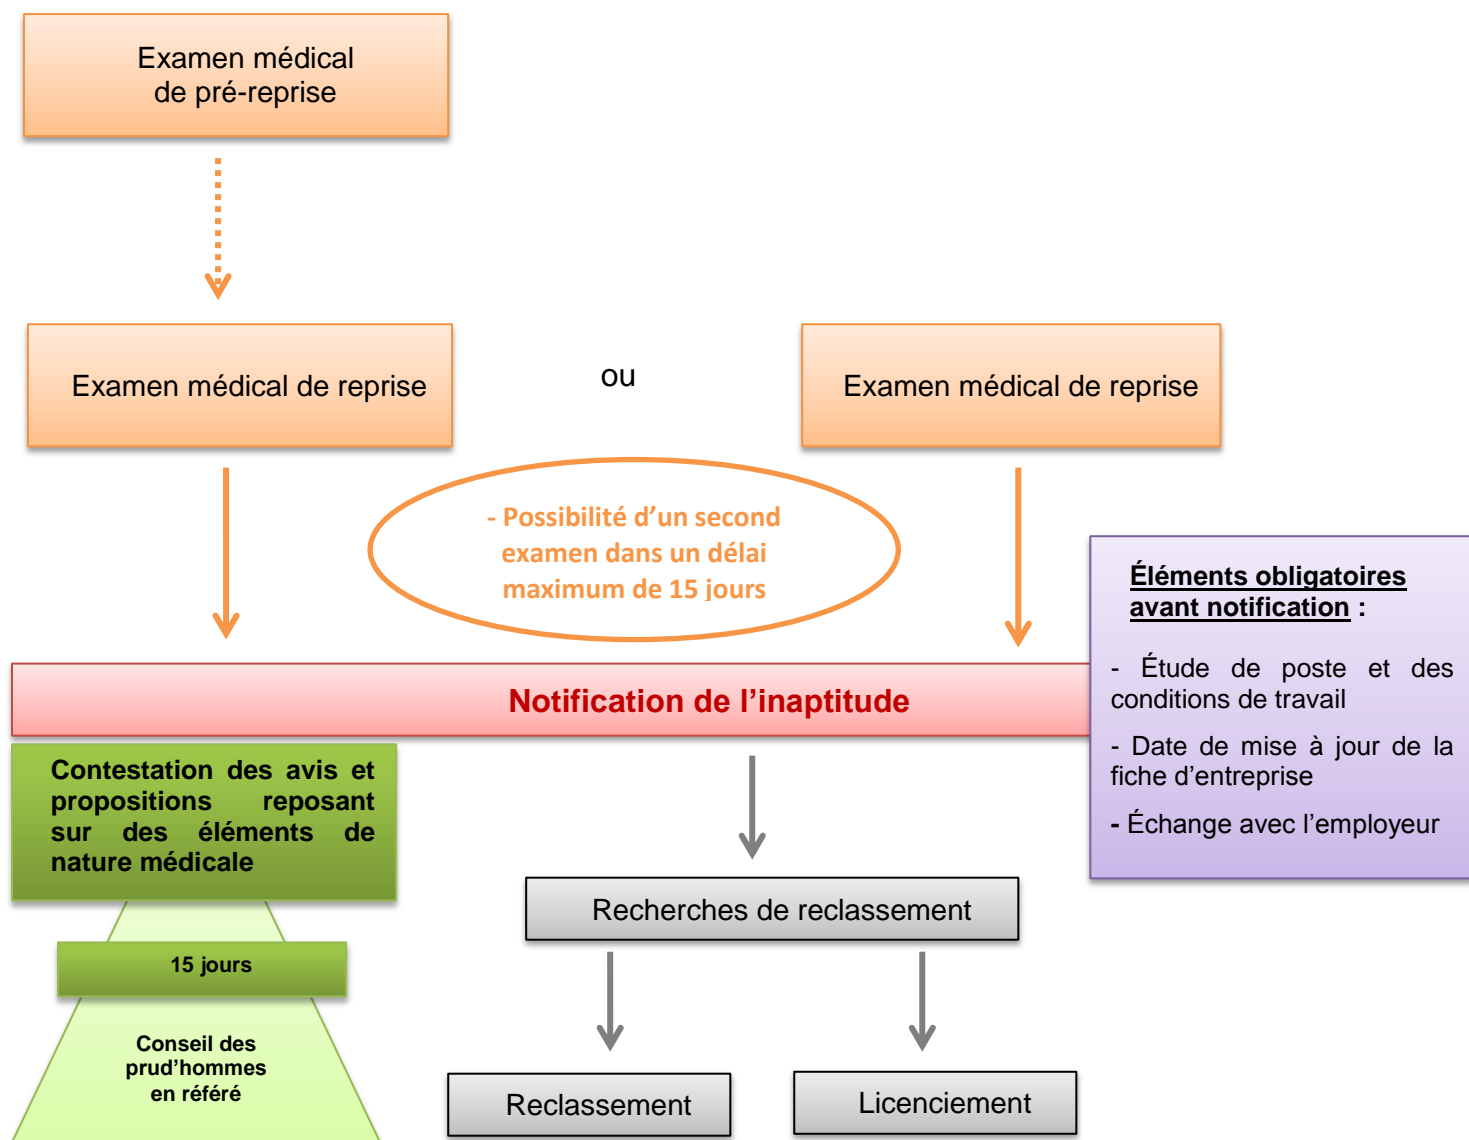 Examen médical
de pré-reprise
Examen médical de reprise
ou
Examen médical de reprise
- Possibilité d’un second
examen dans un délai
maximum de 15 jours
Éléments obligatoires
avant notification :
- Étude de poste et des
conditions de travail
- Date de mise à jour de la
fiche d’entreprise
- Échange avec l’employeur
Notification de l’inaptitude
Contestation des avis et
propositions reposant
sur des éléments de
nature médicale
15 jours
Conseil des
prud’hommes
en référé
Recherches de reclassement
Reclassement
Licenciement